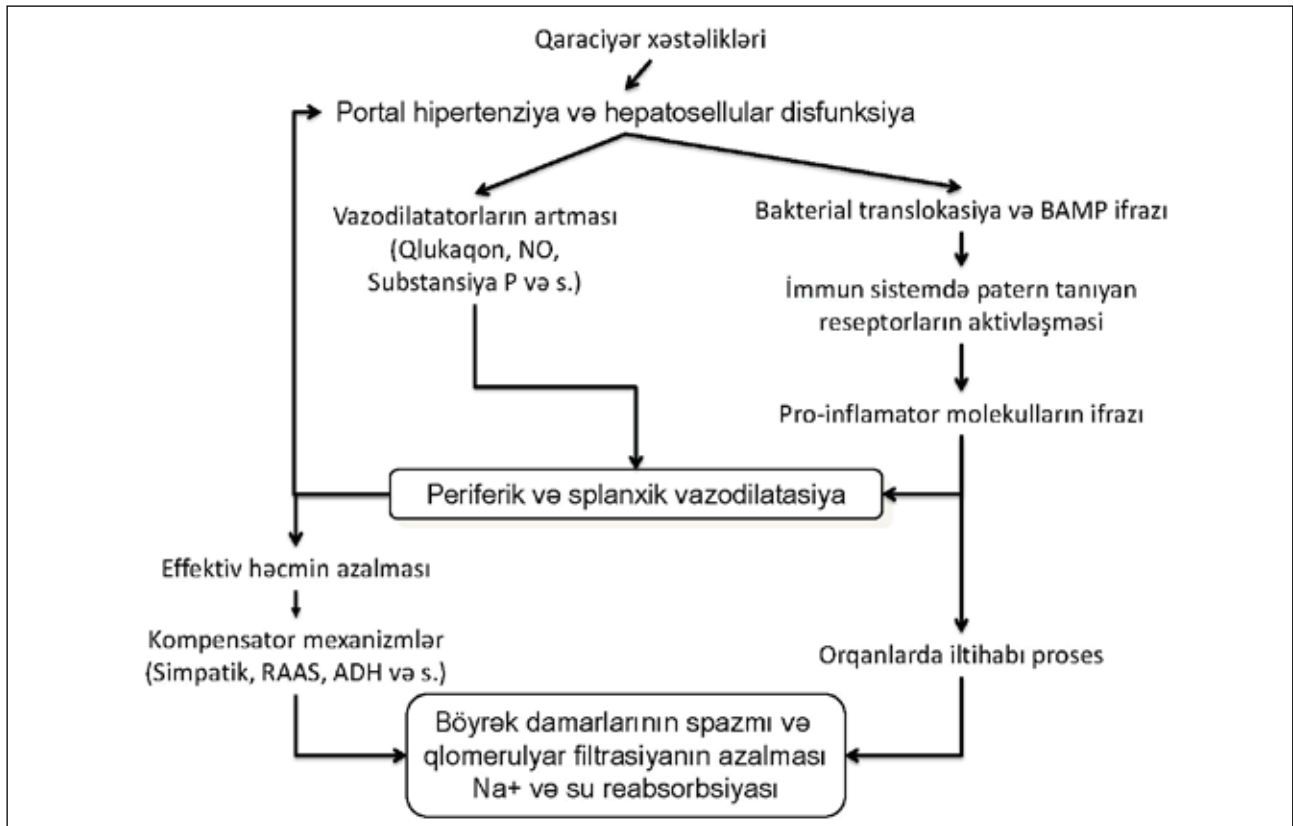 Qaraciyər xəstəlikləri
Portal hipertenziya və hepatosellular disfunksiya
Vazodilatatorların artması
(Qlukaqon, NO,
Substansiya P və s.)
Bakterial translokasiya və BAMP ifrazı
İmmun sistemdə patern tanıyan
reseptorların aktivləşməsi
Pro-inflamator molekulların ifrazı
Periferik və splanxik vazodilatasiya
Effektiv həcmin azalması
Kompensator mexanizmlər
(Simpatik, RAAS, ADH və s.)
Orqanlarda iltihabı proses
Böyrək damarlarının spazmı və
qlomerulyar filtrasiyanın azalması
Na+ və su reabsorbsiyası